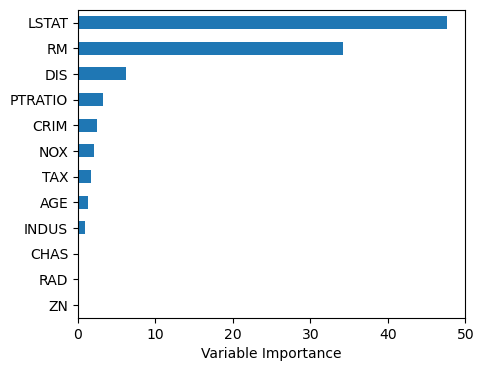 LSTAT
RM
DIS
PTRATIO
CRIM
NOX
TAX
AGE
INDUS
CHAS
RAD
ZN
0 10 20 30 40 50
Variable Importance